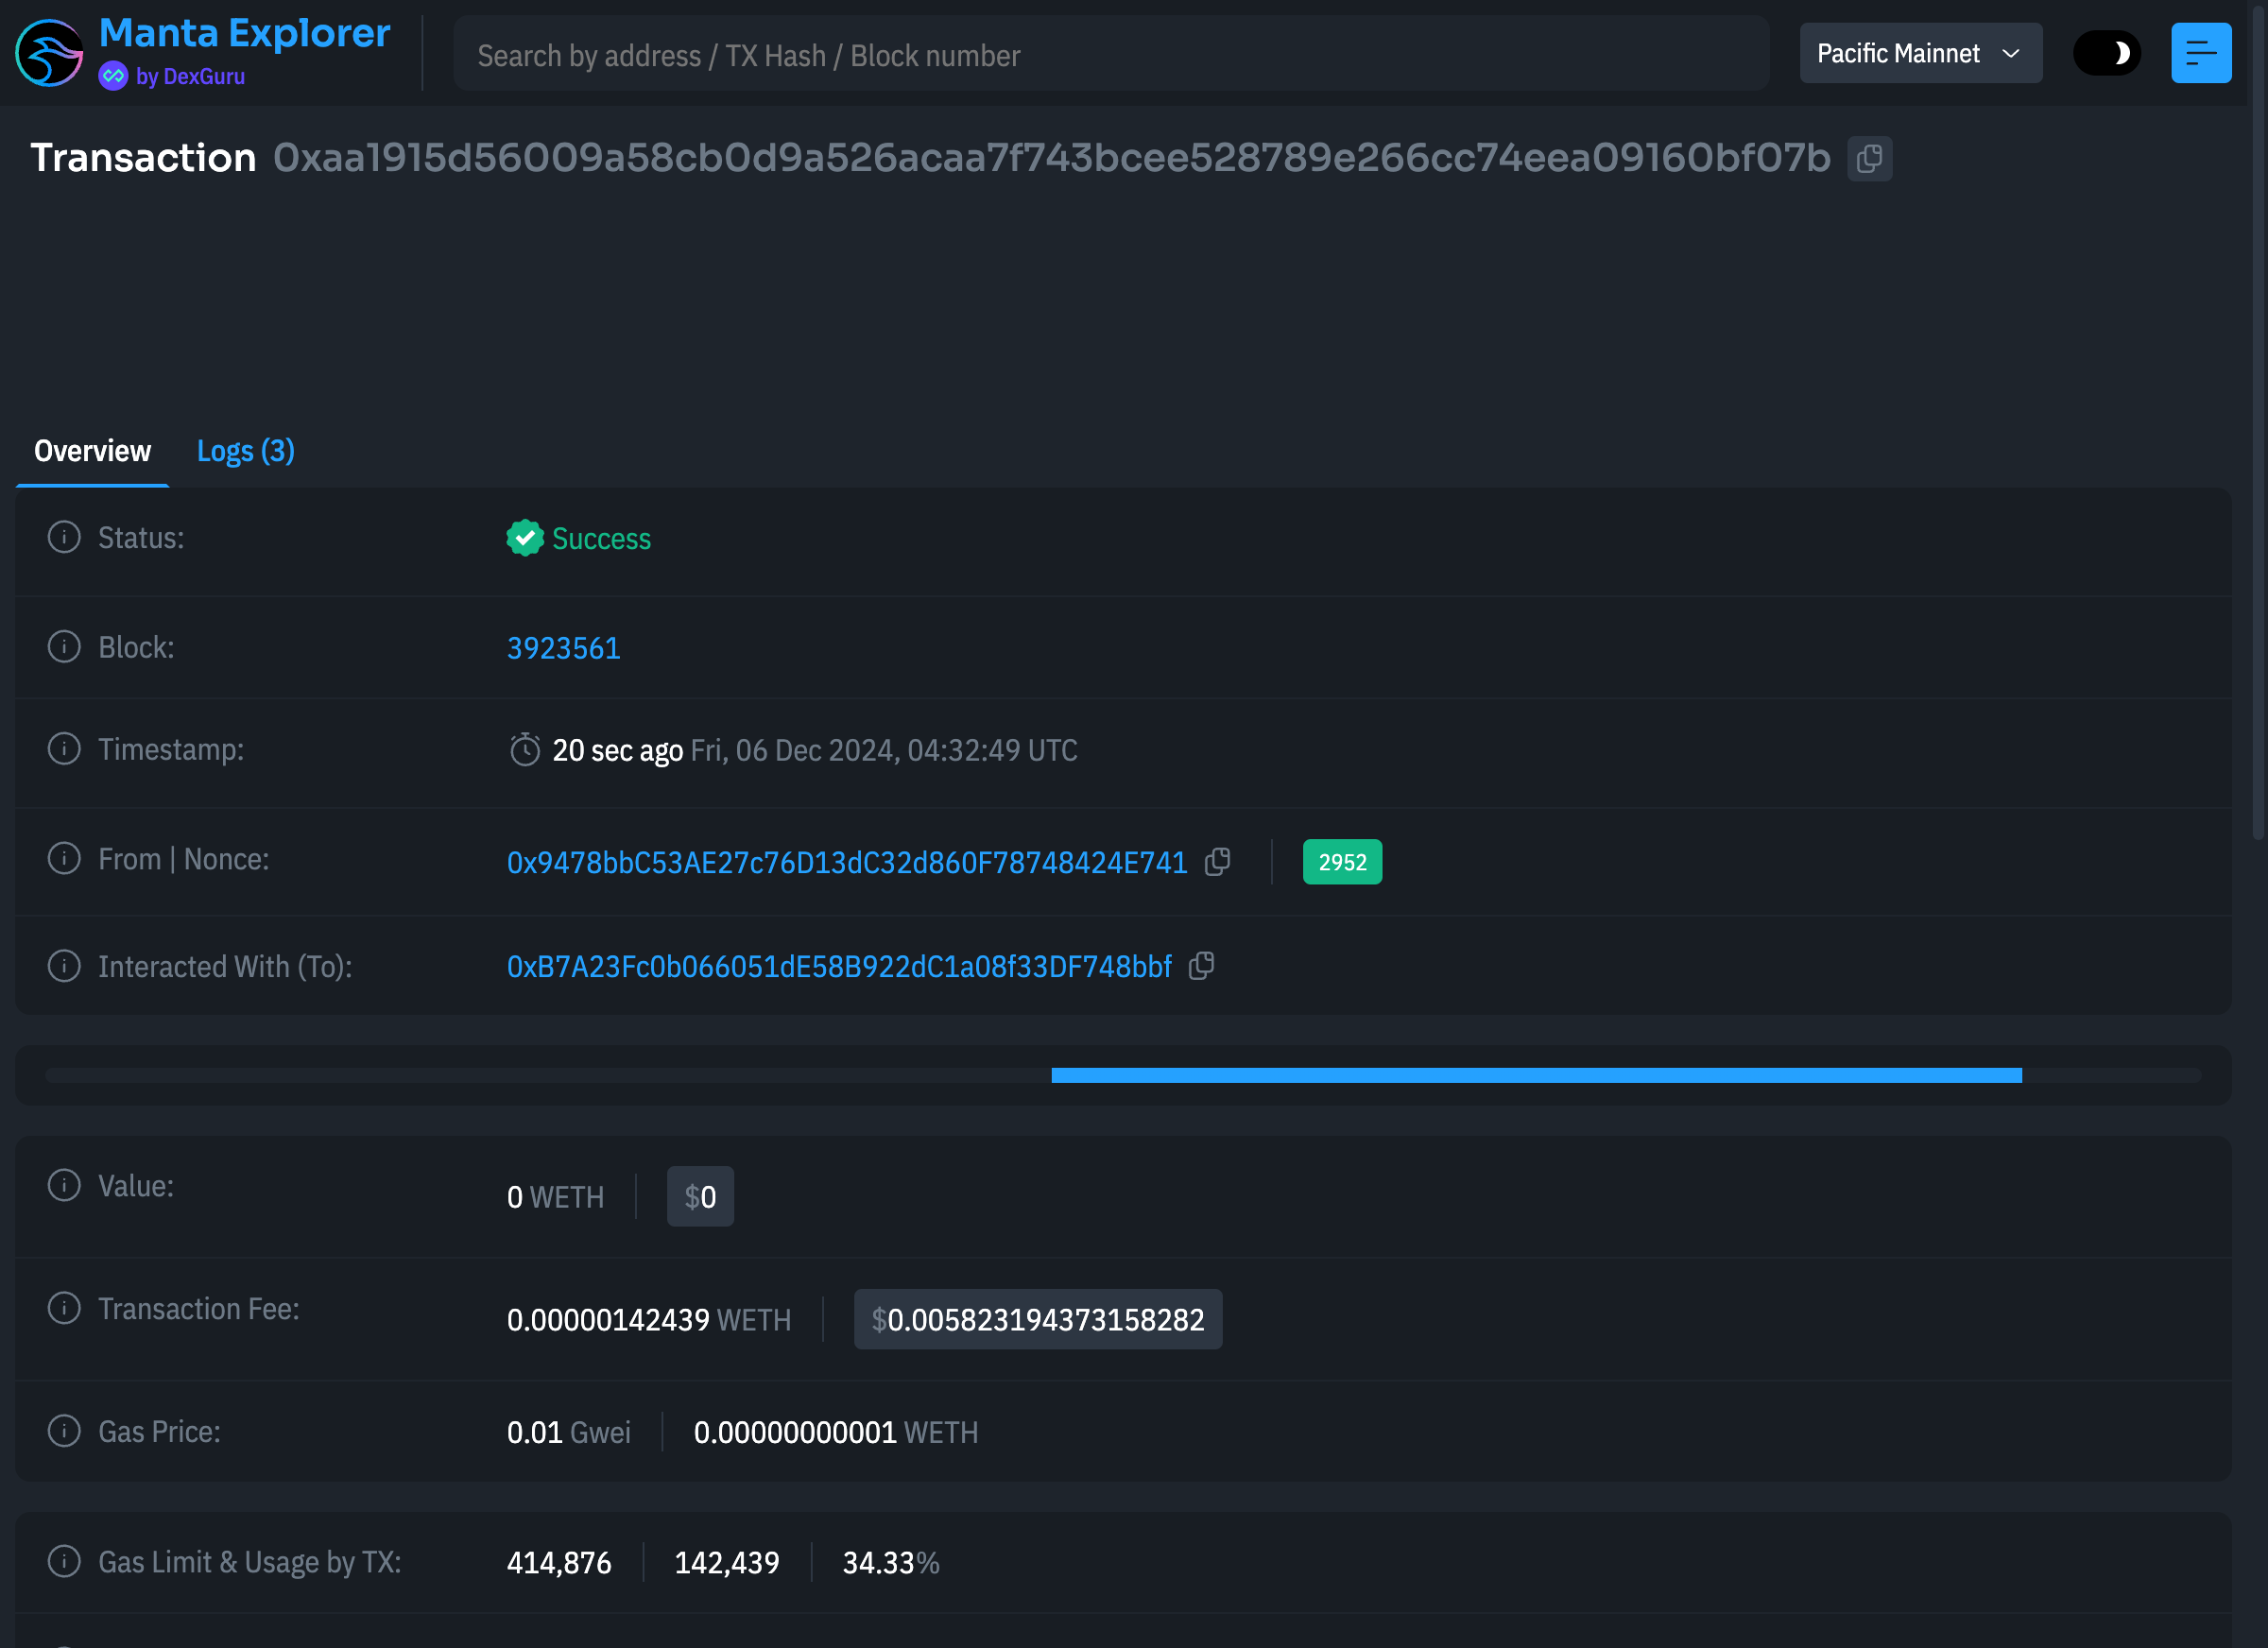 Manta Explorer
by DexGuru
Search by address / TX Hash / Block number
Pacific Mainnet
Transaction 0xaa1915d56009a58cb0d9a526acaa7f743bcee528789e266cc74eea09160bf07b
Overview Logs (3)
Status: Success
Block: 3923561
Timestamp: 20 sec ago Fri, 06 Dec 2024, 04:32:49 UTC
From | Nonce: 0x9478bbC53AE27c76D13dC32d860F78748424E741 2952
Interacted With (To): 0xB7A23Fc0b066051dE58B922dC1a08f33DF748bbf
Value: 0 WETH $0
Transaction Fee: 0.00000142439 WETH $0.005823194373158282
Gas Price: 0.01 Gwei 0.00000000001 WETH
Gas Limit & Usage by TX: 414,876 142,439 34.33%